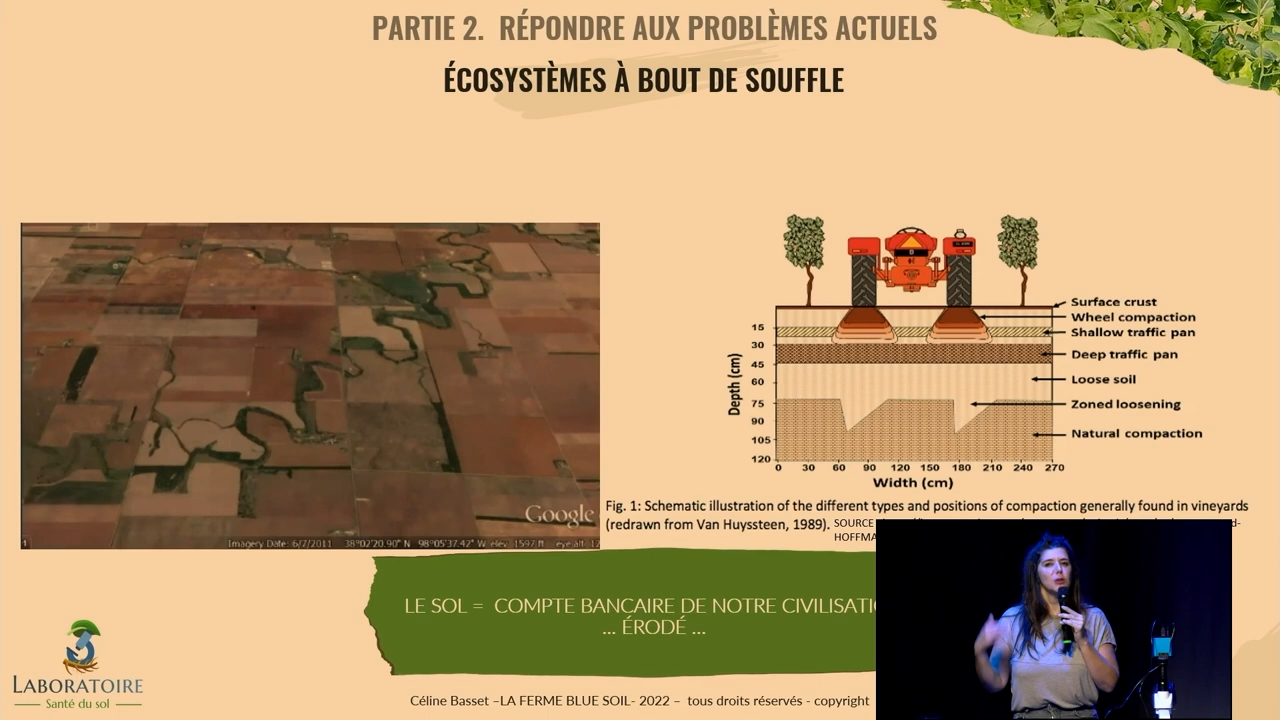 PARTIE 2. RÉPONDRE AUX PROBLÈMES ACTUELS
ÉCOSYSTÈMES À BOUT DE SOUFFLE
Google
Imagery Date: 6/7/2011 38°02'20.90" N 98°05'37.42" W elev 1597 ft eye alt 12
Surface crust
Wheel compaction
Shallow traffic pan
Deep traffic pan
Loose soil
Zoned loosening
Natural compaction
Depth (cm)
15
30
45
60
75
90
105
120
0 30 60 90 120 150 180 210 240 270
Width (cm)
Fig. 1: Schematic illustration of the different types and positions of compaction generally found in vineyards
(redrawn from Van Huyssteen, 1989).
SOURCE
HOFFMA
LE SOL = COMPTE BANCAIRE DE NOTRE CIVILISATIO
... ÉRODÉ ...
LABORATOIRE
Santé du sol
Céline Basset –LA FERME BLUE SOIL- 2022 – tous droits réservés - copyright